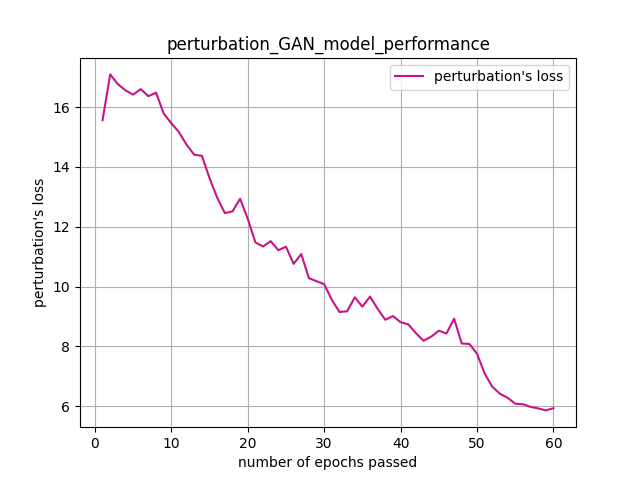 perturbation_GAN_model_performance
perturbation's loss
perturbation's loss
16
14
12
10
8
6
0 10 20 30 40 50 60
number of epochs passed